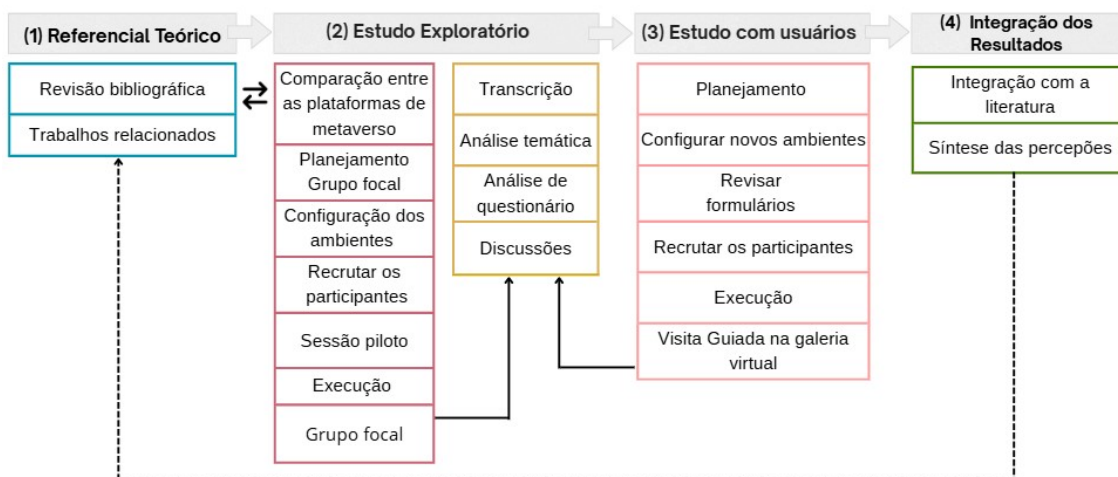 (1) Referencial Teórico
Revisão bibliográfica
Trabalhos relacionados
(2) Estudo Exploratório
Comparação entre
as plataformas de
metaverso
Planejamento
Grupo focal
Configuração dos
ambientes
Recrutar os
participantes
Sessão piloto
Execução
Grupo focal
Transcrição
Análise temática
Análise de
questionário
Discussões
(3) Estudo com usuários
Planejamento
Configurar novos ambientes
Revisar
formulários
Recrutar os participantes
Execução
Visita Guiada na galeria
virtual
(4) Integração dos
Resultados
Integração com a
literatura
Síntese das percepões